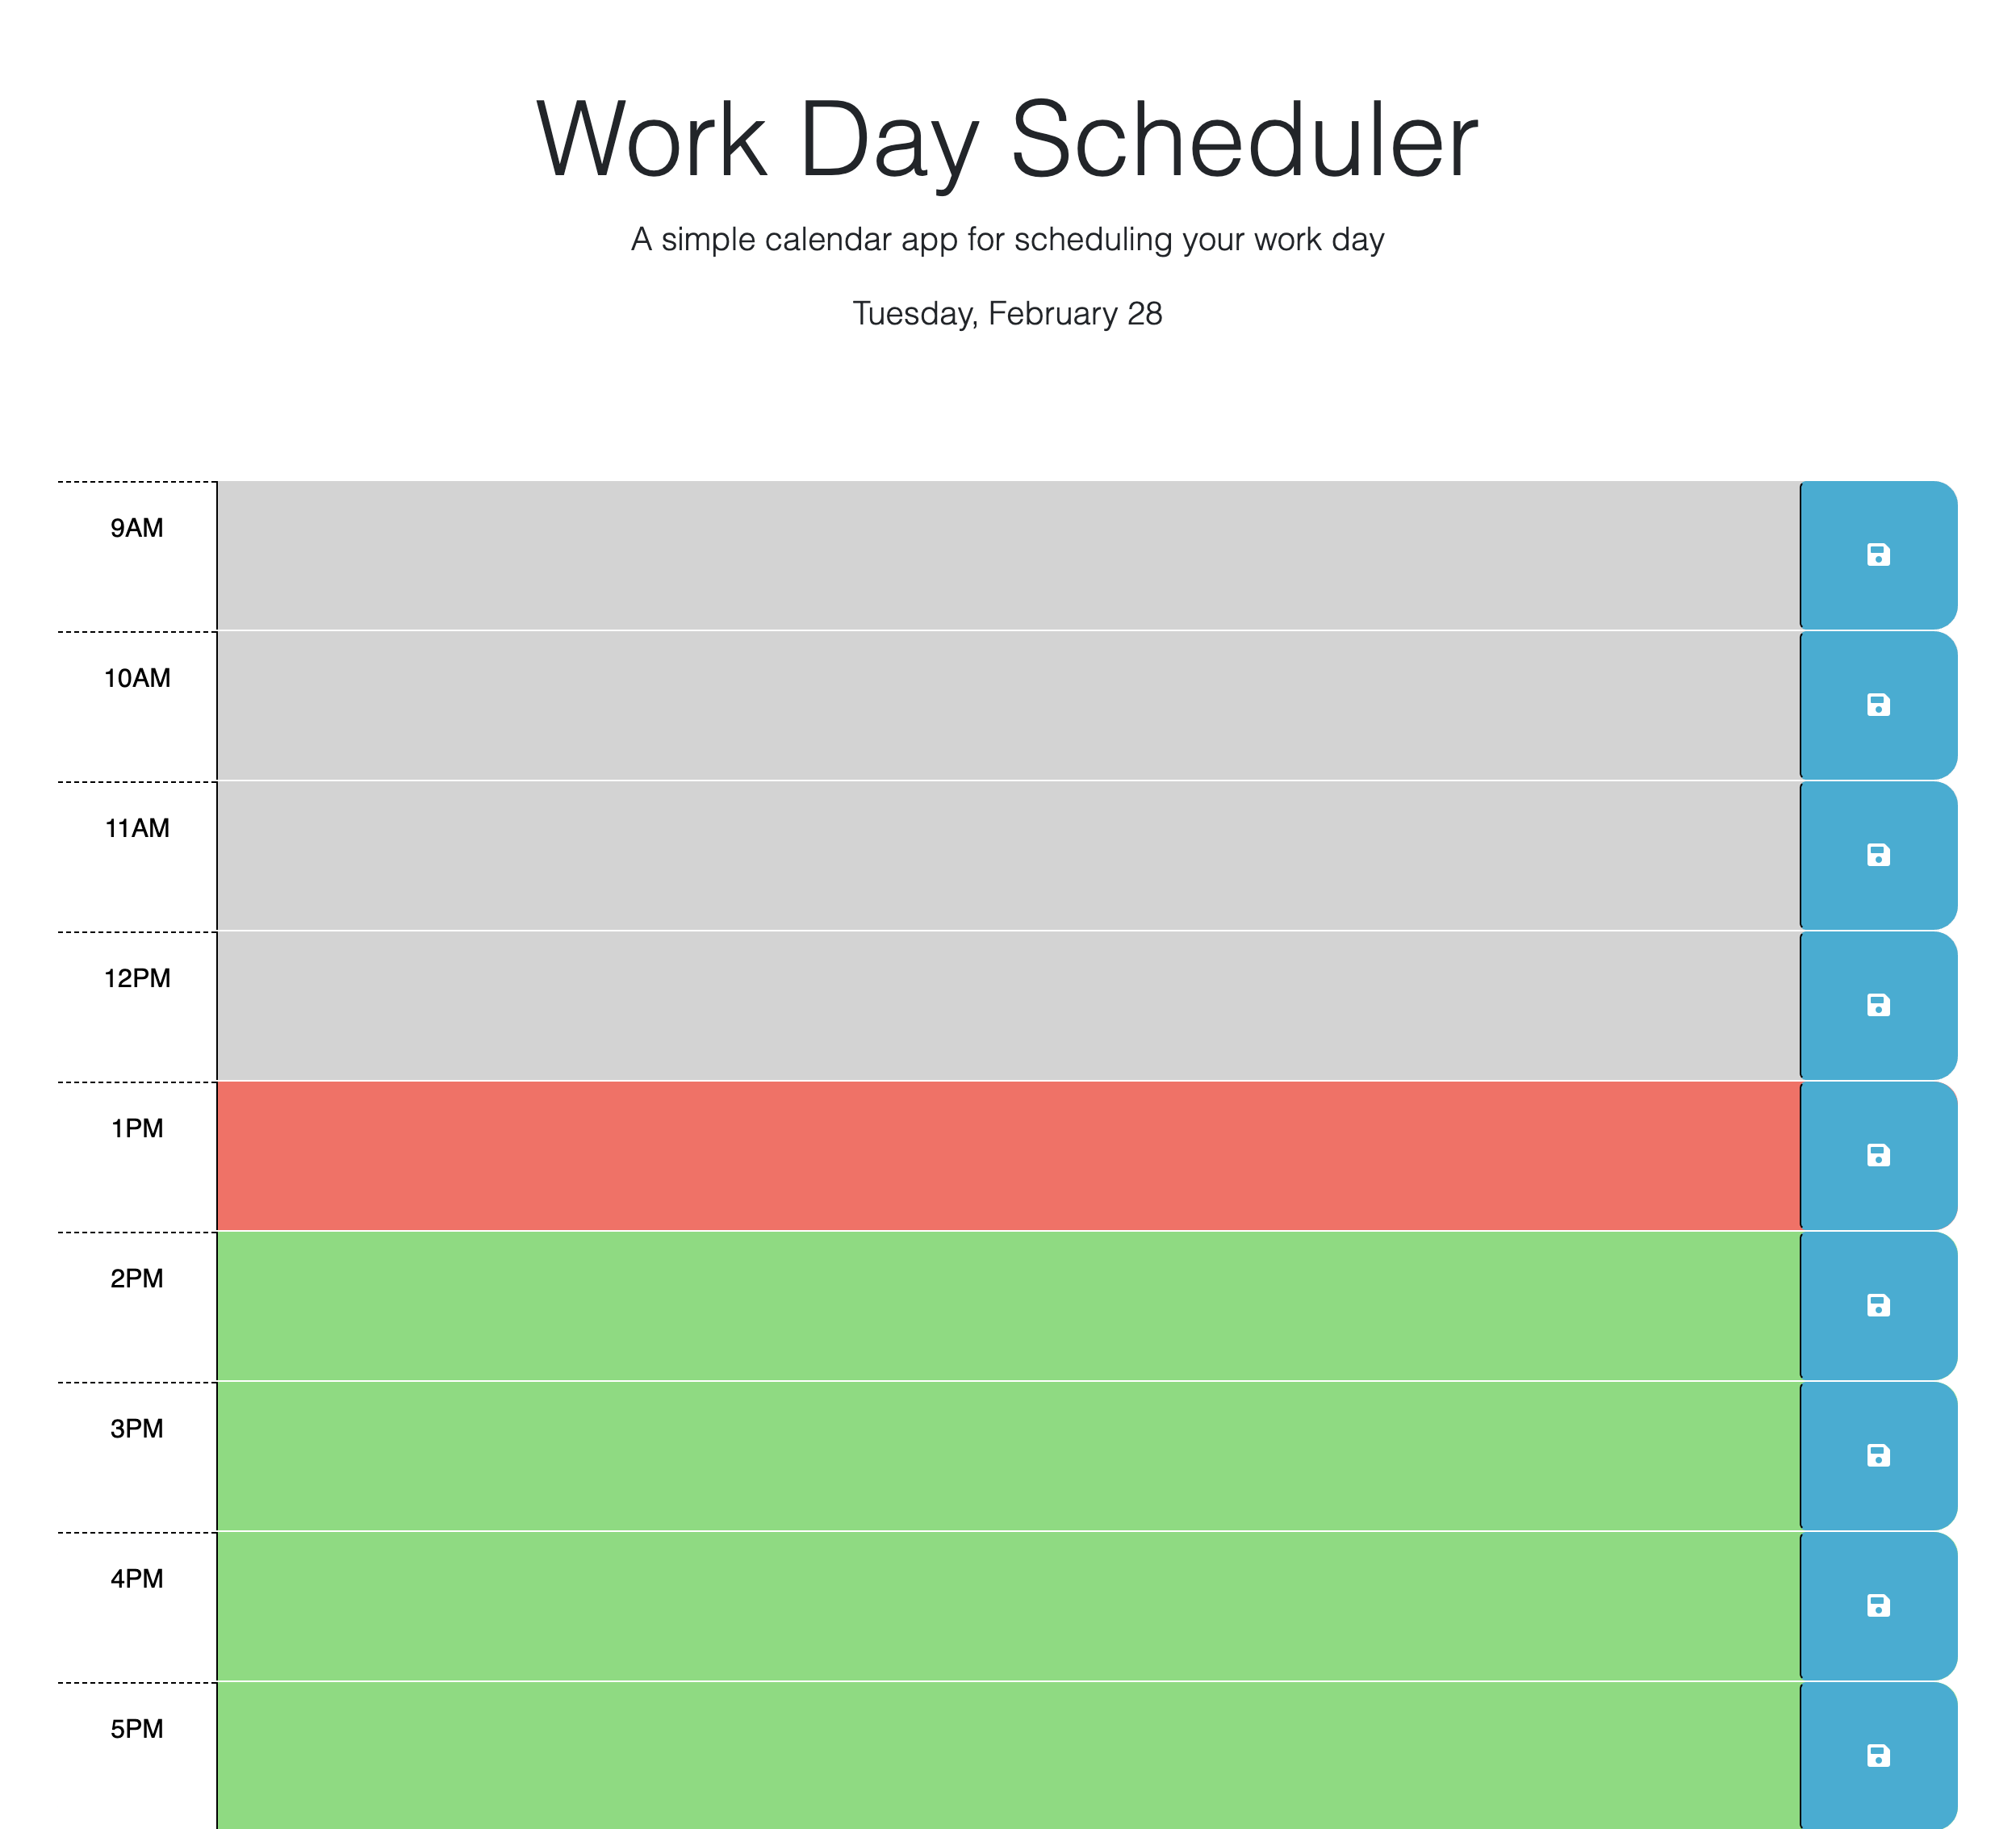 Work Day Scheduler
A simple calendar app for scheduling your work day
Tuesday, February 28
9AM
10AM
11AM
12PM
1PM
2PM
3PM
4PM
5PM